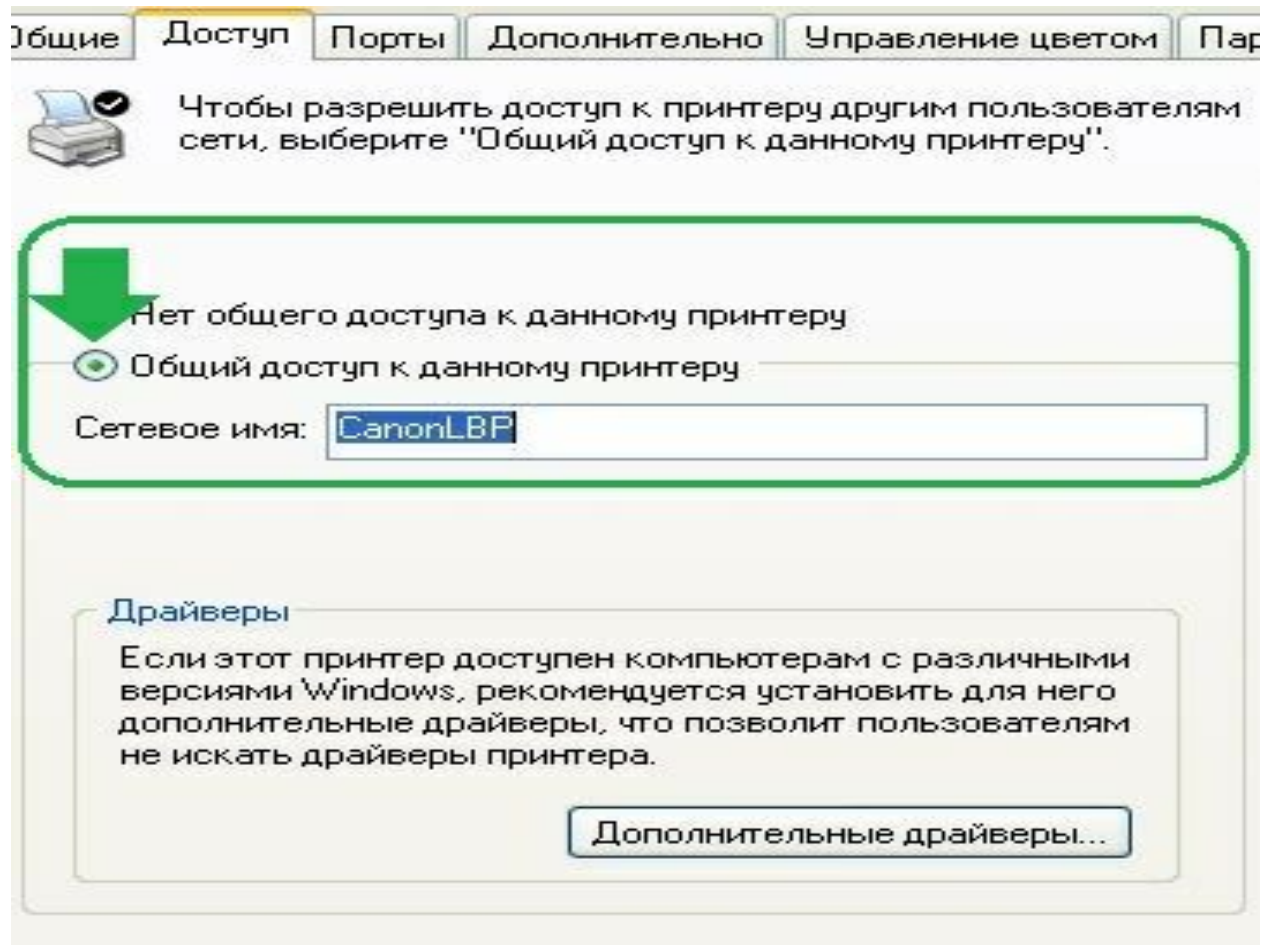 Общие Доступ Порты Дополнительно Управление цветом Пар
Чтобы разрешить доступ к принтеру другим пользователям
сети, выберите "Общий доступ к данному принтеру".
Нет общего доступа к данному принтеру
Общий доступ к данному принтеру
Сетевое имя: CanonLBP
Драйверы
Если этот принтер доступен компьютерам с различными
версиями Windows, рекомендуется установить для него
дополнительные драйверы, что позволит пользователям
не искать драйверы принтера.
Дополнительные драйверы...